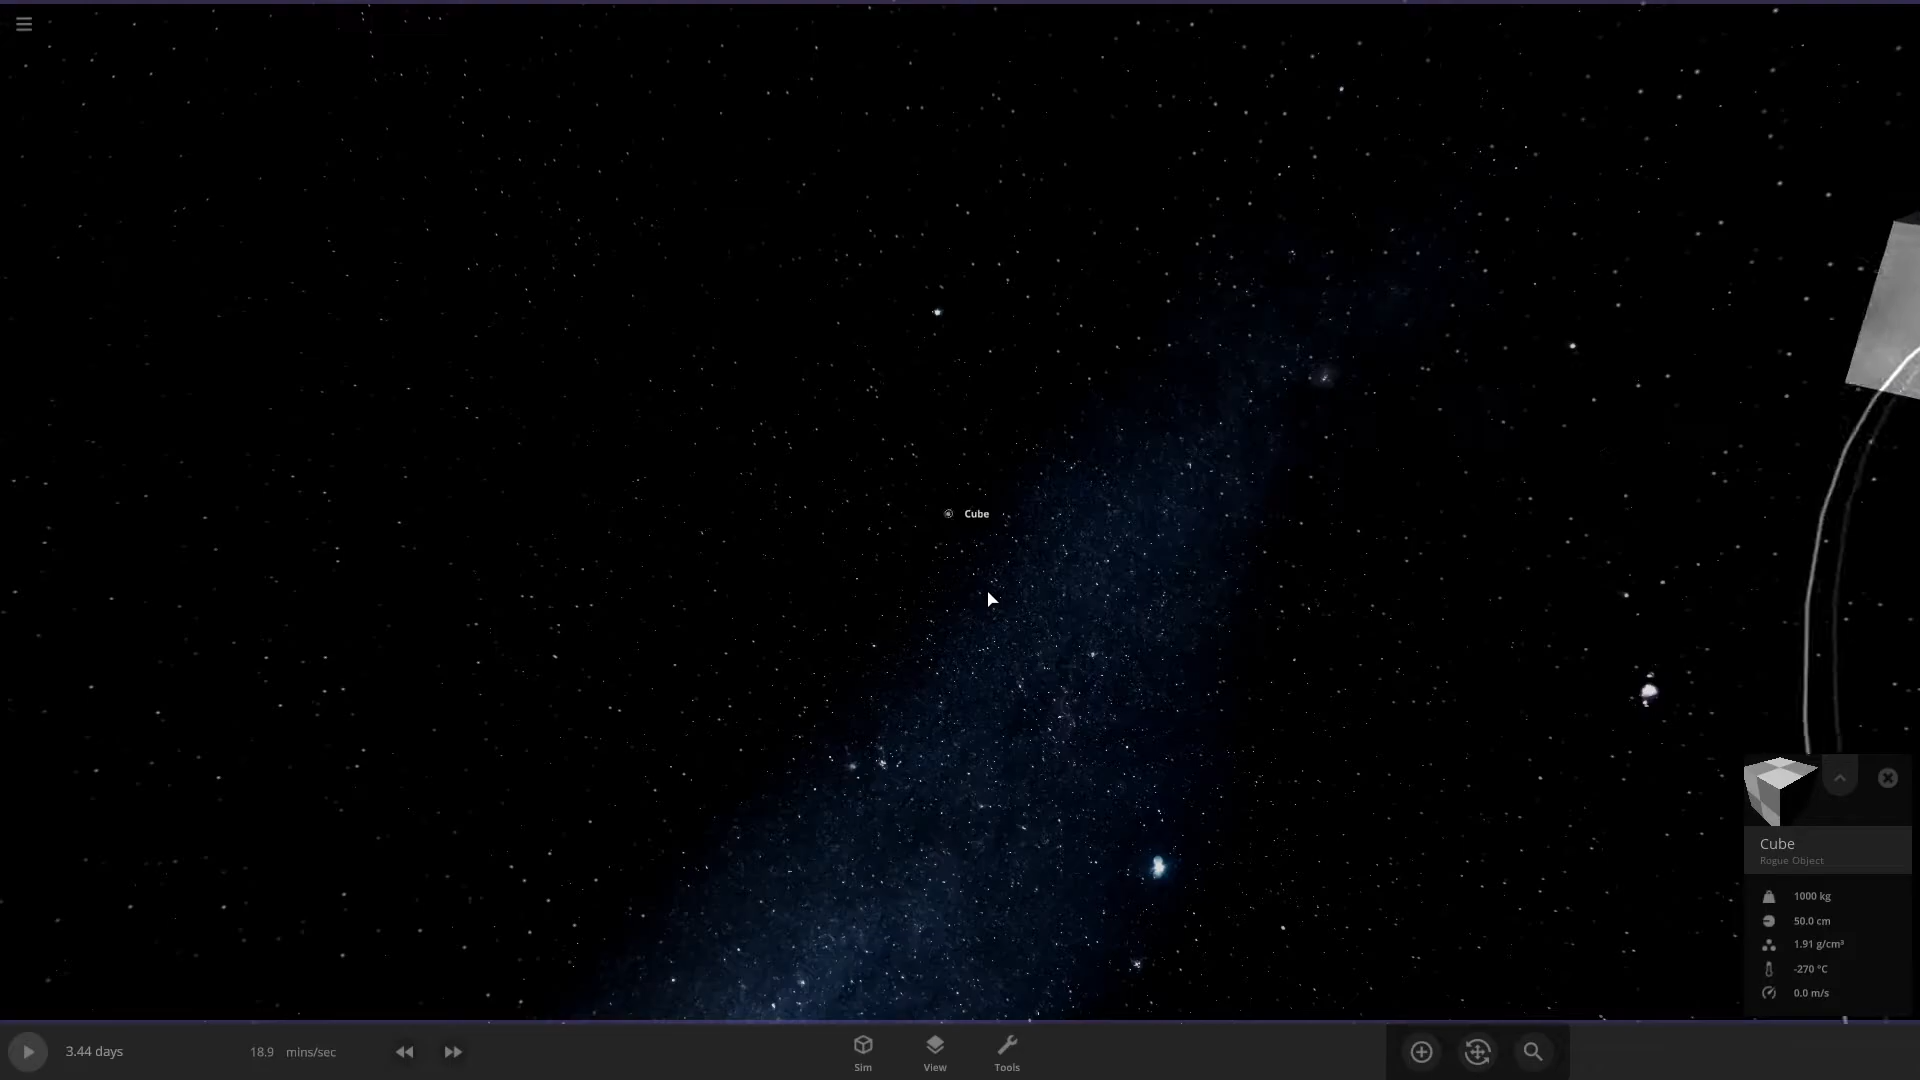 Cube
Cube
Rogue Object
1000 kg
50.0 cm
1.91 g/cm³
-270 °C
0.0 m/s
3.44 days
18.9 mins/sec
Sim
View
Tools